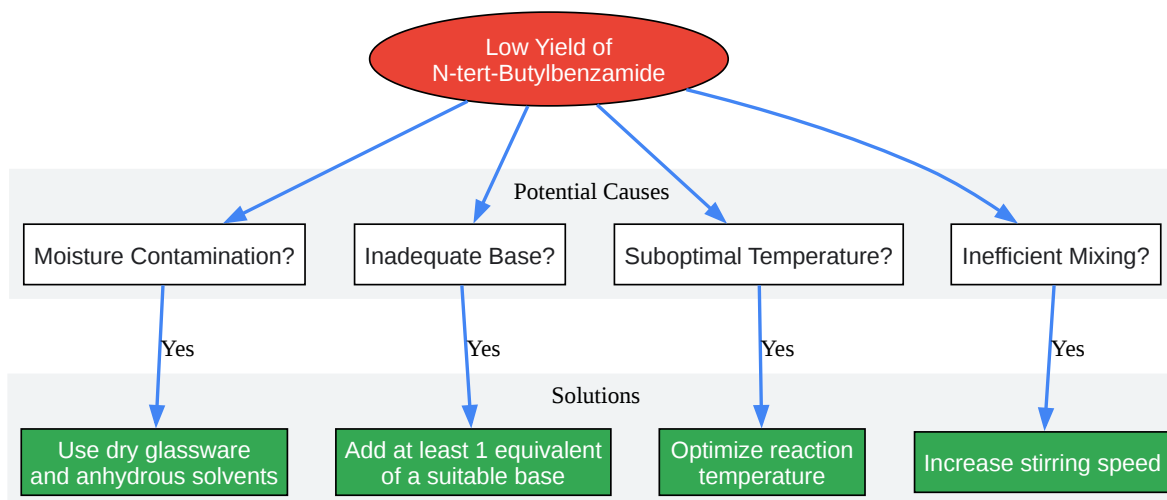 Low Yield of
N-tert-Butylbenzamide
Potential Causes
Moisture Contamination?
Inadequate Base?
Suboptimal Temperature?
Inefficient Mixing?
Yes
Yes
Yes
Yes
Solutions
Use dry glassware
and anhydrous solvents
Add at least 1 equivalent
of a suitable base
Optimize reaction
temperature
Increase stirring speed